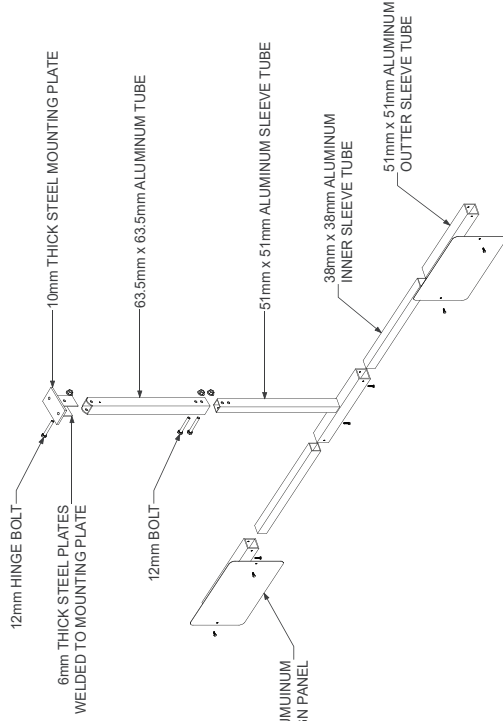 12mm HINGE BOLT
10mm THICK STEEL MOUNTING PLATE
6mm THICK STEEL PLATES
WELDED TO MOUNTING PLATE
63.5mm x 63.5mm ALUMINUM TUBE
12mm BOLT
51mm x 51mm ALUMINUM SLEEVE TUBE
38mm x 38mm ALUMINUM
INNER SLEEVE TUBE
51mm x 51mm ALUMINUM
OUTTER SLEEVE TUBE
PANEL